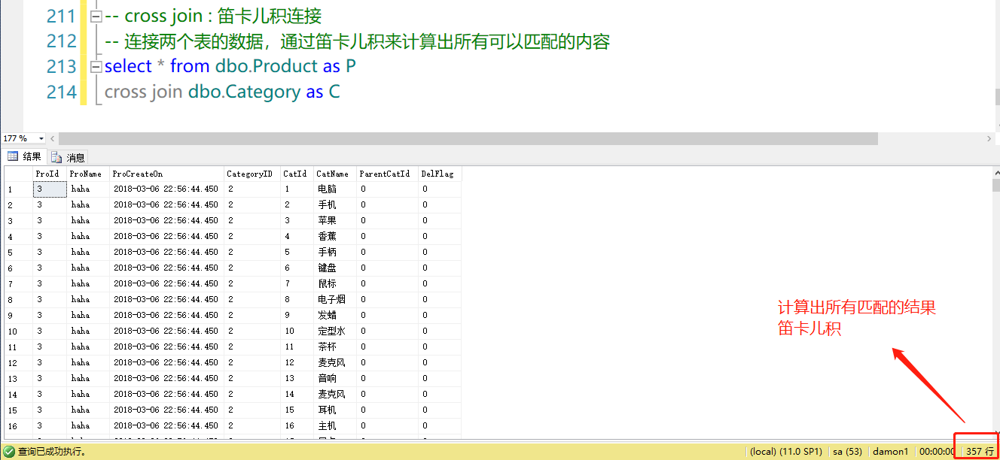 211 -- cross join : 笛卡儿积连接
212 -- 连接两个表的数据，通过笛卡儿积来计算出所有可以匹配的内容
213 select * from dbo.Product as P
214 cross join dbo.Category as C
177 %
结果 消息
ProId ProName ProCreateOn CategoryID CatId CatName ParentCatId DelFlag
1 3 haha 2018-03-06 22:56:44.450 2 1 电脑 0 0
2 3 haha 2018-03-06 22:56:44.450 2 2 手机 0 0
3 3 haha 2018-03-06 22:56:44.450 2 3 苹果 0 0
4 3 haha 2018-03-06 22:56:44.450 2 4 香蕉 0 0
5 3 haha 2018-03-06 22:56:44.450 2 5 手柄 0 0
6 3 haha 2018-03-06 22:56:44.450 2 6 键盘 0 0
7 3 haha 2018-03-06 22:56:44.450 2 7 鼠标 0 0
8 3 haha 2018-03-06 22:56:44.450 2 8 电子烟 0 0
9 3 haha 2018-03-06 22:56:44.450 2 9 发蜡 0 0
10 3 haha 2018-03-06 22:56:44.450 2 10 定型水 0 0
11 3 haha 2018-03-06 22:56:44.450 2 11 茶杯 0 0
12 3 haha 2018-03-06 22:56:44.450 2 12 麦克风 0 0
13 3 haha 2018-03-06 22:56:44.450 2 13 音响 0 0
14 3 haha 2018-03-06 22:56:44.450 2 14 麦克风 0 0
15 3 haha 2018-03-06 22:56:44.450 2 15 耳机 0 0
16 3 haha 2018-03-06 22:56:44.450 2 16 主机 0 0
计算出所有匹配的结果
笛卡儿积
查询已成功执行。 (local) (11.0 SP1) sa (53) damon1 00:00:00 357 行